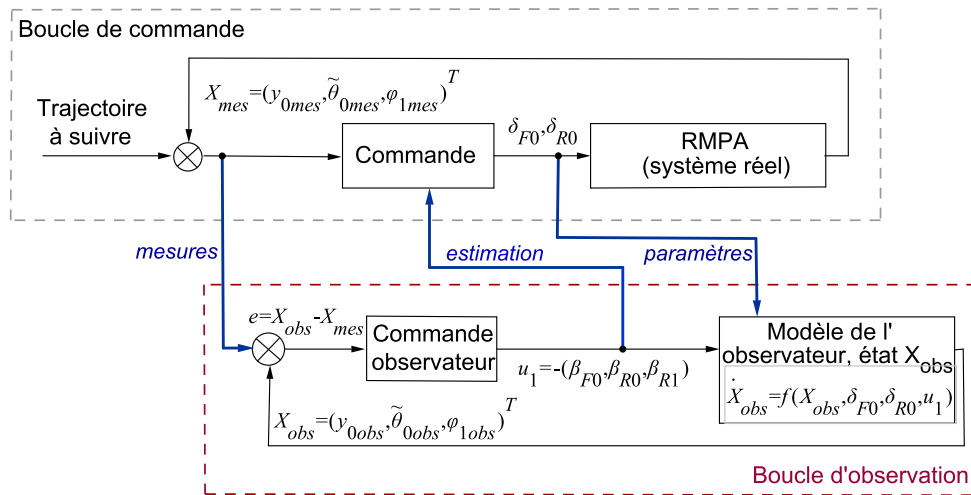 Boucle de commande
X_mes=(y_0mes,θ̃_0mes,φ_1mes)^T
Trajectoire
à suivre
Commande
δ_F0,δ_R0
RMPA
(système réel)
mesures
estimation
paramètres
e=X_obs-X_mes
Commande
observateur
u_1=-(β_F0,β_R0,β_R1)
Modèle de l'
observateur, état X_obs
Ẋ_obs=f(X_obs,δ_F0,δ_R0,u_1)
X_obs=(y_0obs,θ̃_0obs,φ_1obs)^T
Boucle d'observation